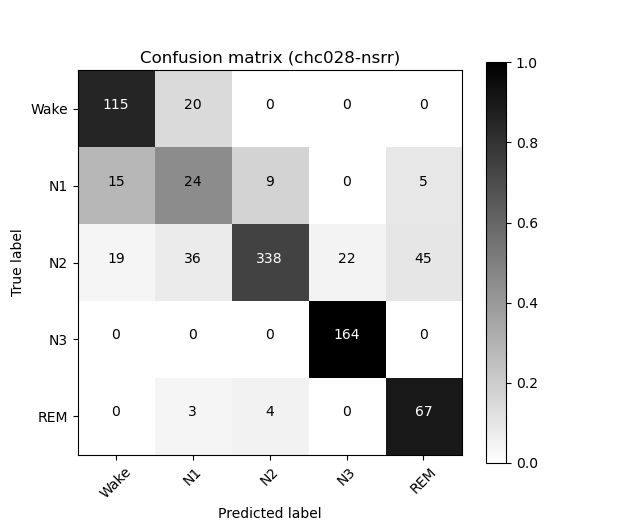 Confusion matrix (chc028-nsrr)
True label
Wake 115 20 0 0 0
N1 15 24 9 0 5
N2 19 36 338 22 45
N3 0 0 0 164 0
REM 0 3 4 0 67
Wake N1 N2 N3 REM
Predicted label
1.0
0.8
0.6
0.4
0.2
0.0